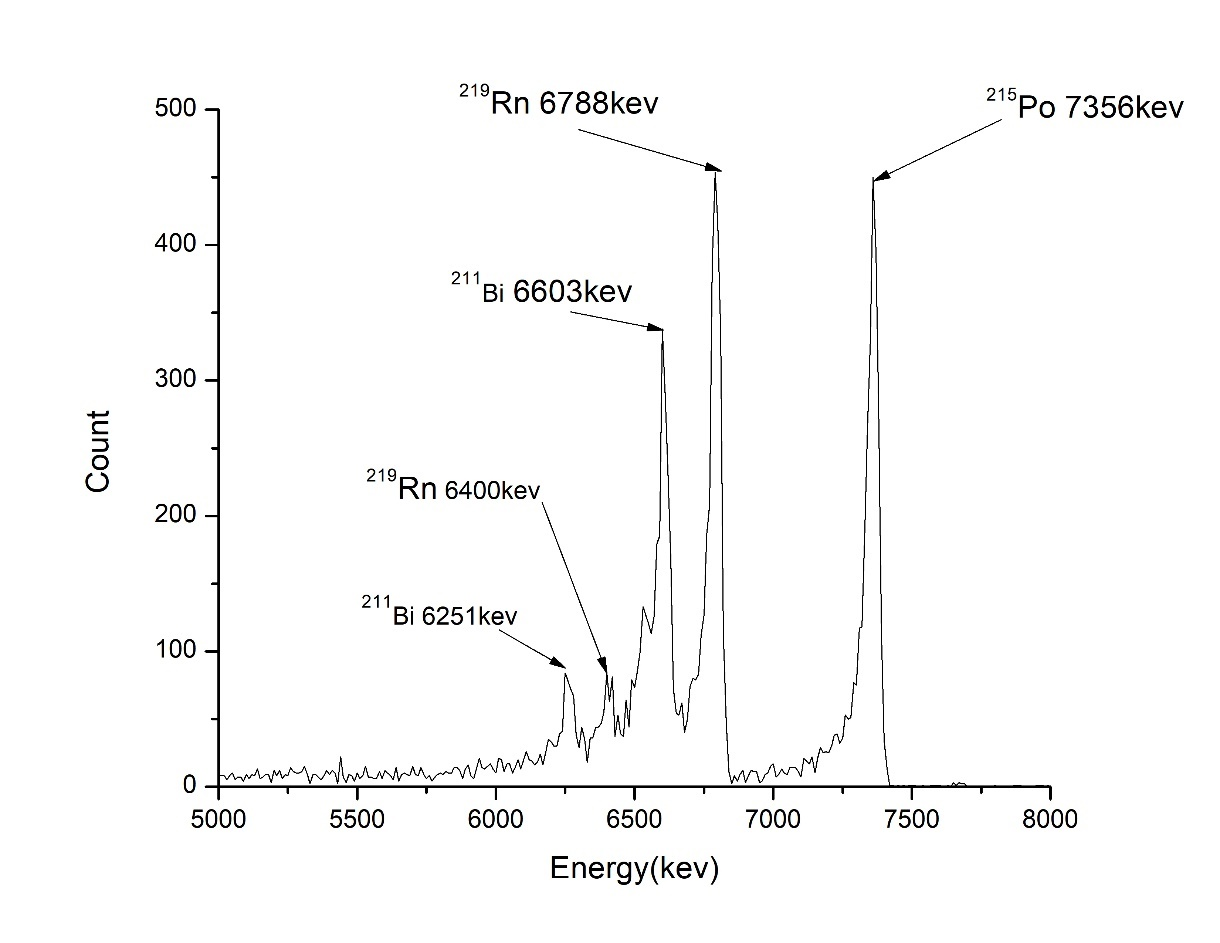 ²¹⁹Rn 6788kev
²¹⁵Po 7356kev
²¹¹Bi 6603kev
²¹⁹Rn 6400kev
²¹¹Bi 6251kev
500
400
300
200
100
0
Count
5000 5500 6000 6500 7000 7500 8000
Energy(kev)